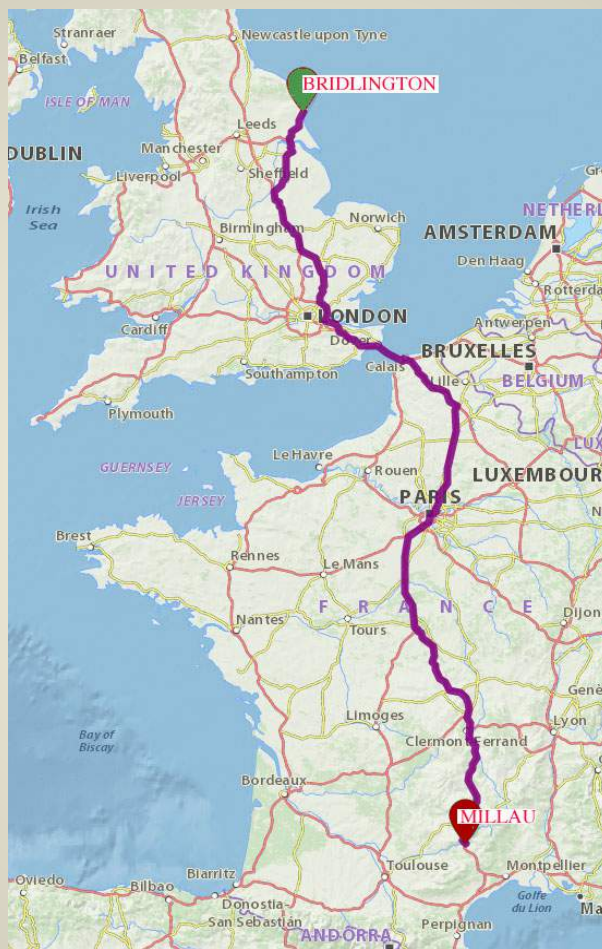 Stranraer
Newcastle upon Tyne
Belfast
BRIDLINGTON
ISLE OF MAN
Leeds
DUBLIN
Manchester
Liverpool
Sheffield
Irish
Sea
Norwich
Birmingham
NETHERL
AMSTERDAM
Den Haag
UNITED KINGDOM
Rotterda
LONDON
Cardiff
Antwerpen
Dover
BRUXELLES
Calais
Southampton
Lille
BELGIUM
Plymouth
GUERNSEY
Le Havre
Rouen
LUXEMBOUR
JERSEY
PARIS
Brest
Rennes
Le Mans
FRANCE
Nantes
Tours
Dijon
Bay of
Biscay
Limoges
Clermont-Ferrand
Lyon
Bordeaux
MILLAU
Toulouse
Montpellier
Biarritz
Oviedo
Bilbao
Donostia-
San Sebastián
Golfe
du Lion
Perpignan
ANDORRA